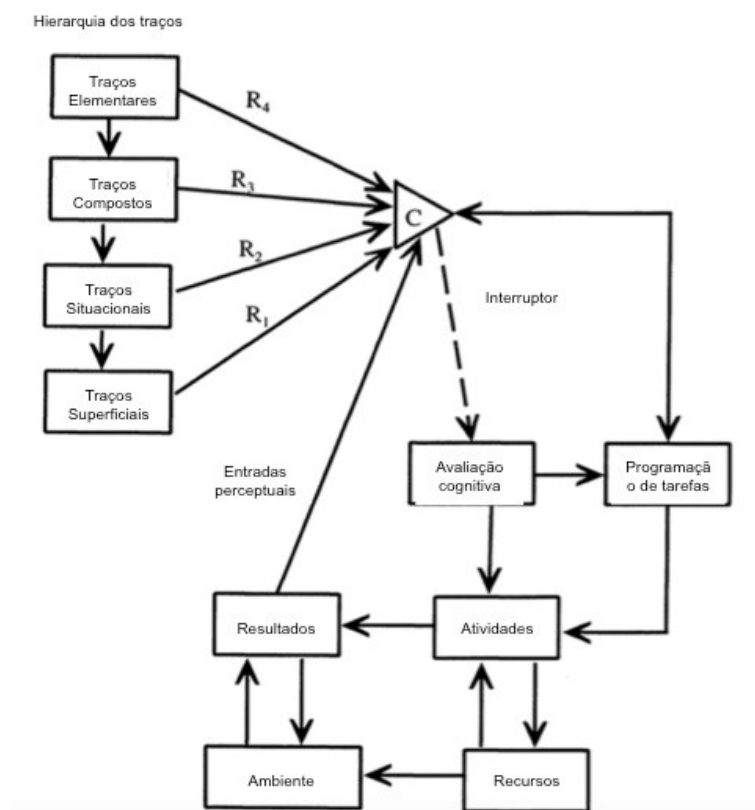 Hierarquia dos traços
Traços
Elementares
R₄
Traços
Compostos
R₃
C
R₂
Traços
Situacionais
Interruptor
R₁
Traços
Superficiais
Entradas
perceptuais
Avaliação
cognitiva
Programaçã
o de tarefas
Resultados
Atividades
Ambiente
Recursos